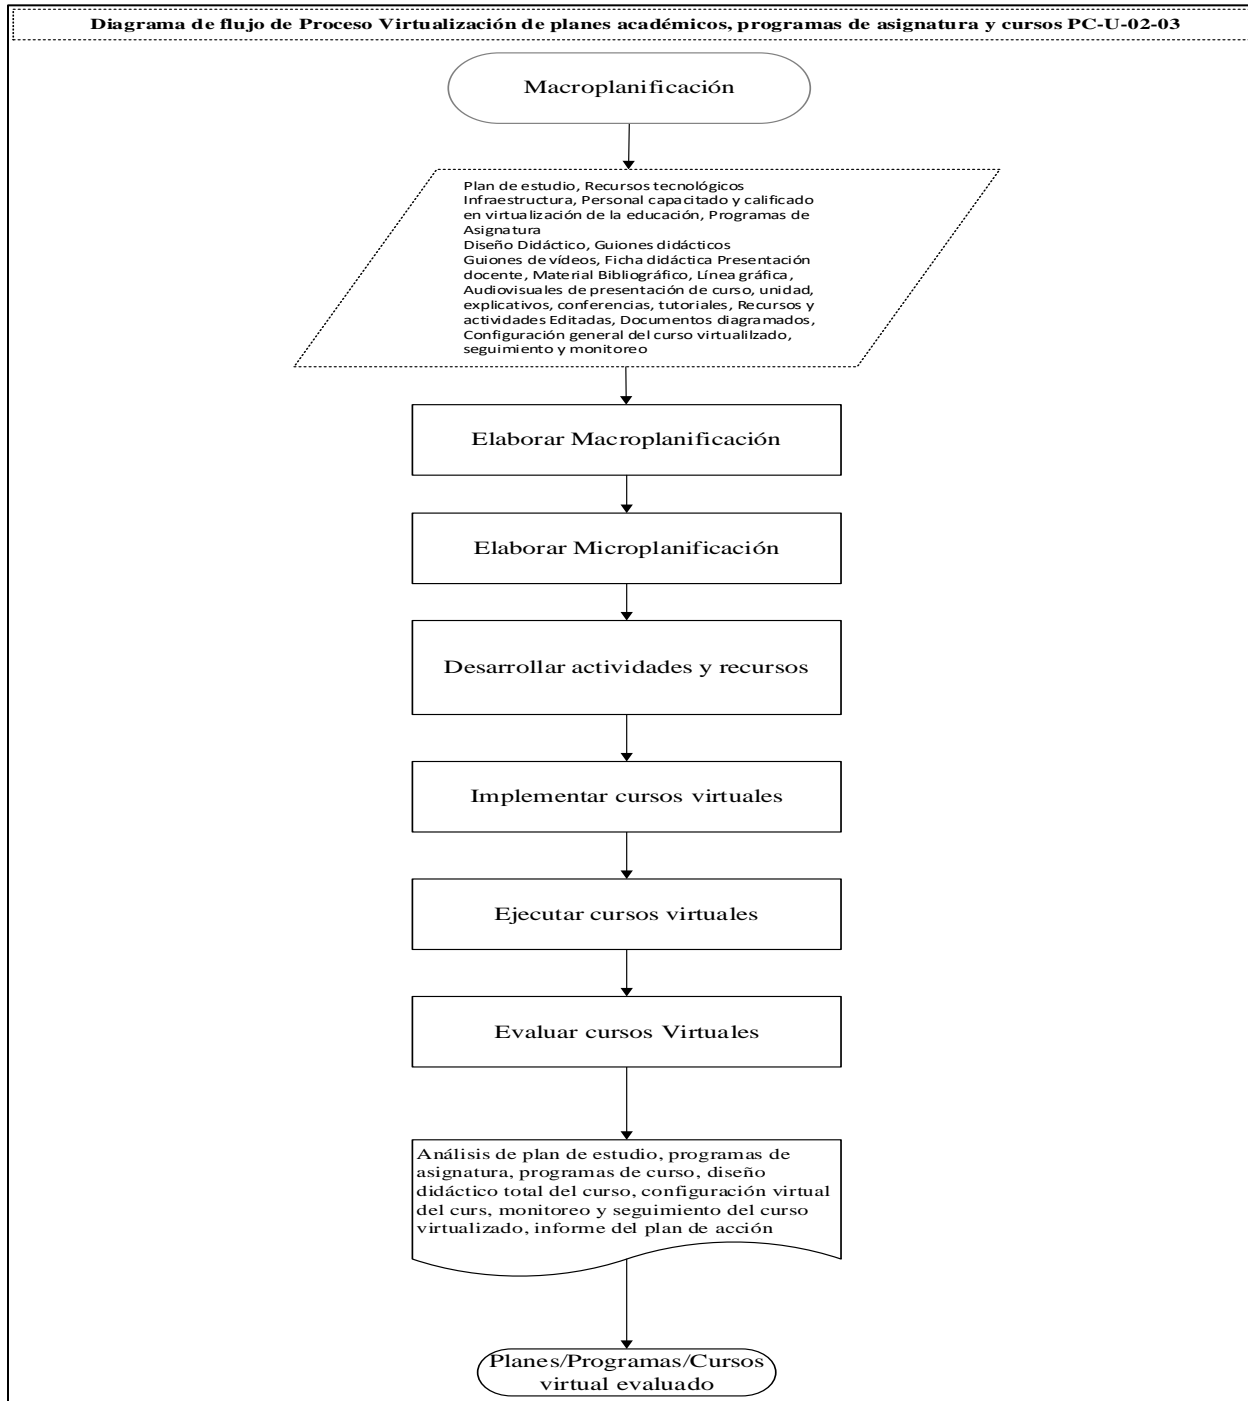 Diagrama de flujo de Proceso Virtualización de planes académicos, programas de asignatura y cursos PC-U-02-03
Macroplanificación
Plan de estudio, Recursos tecnológicos
Infraestructura, Personal capacitado y calificado
en virtualización de la educación, Programas de
Asignatura
Diseño Didáctico, Guiones didácticos
Guiones de vídeos, Ficha didáctica Presentación
docente, Material Bibliográfico, Línea gráfica,
Audiovisuales de presentación de curso, unidad,
explicativos, conferencias, tutoriales, Recursos y
actividades Editadas, Documentos diagramados,
Configuración general del curso virtualilzado,
seguimiento y monitoreo
Elaborar Macroplanificación
Elaborar Microplanificación
Desarrollar actividades y recursos
Implementar cursos virtuales
Ejecutar cursos virtuales
Evaluar cursos Virtuales
Análisis de plan de estudio, programas de
asignatura, programas de curso, diseño
didáctico total del curso, configuración virtual
del curs, monitoreo y seguimiento del curso
virtualizado, informe del plan de acción
Planes/Programas/Cursos
virtual evaluado